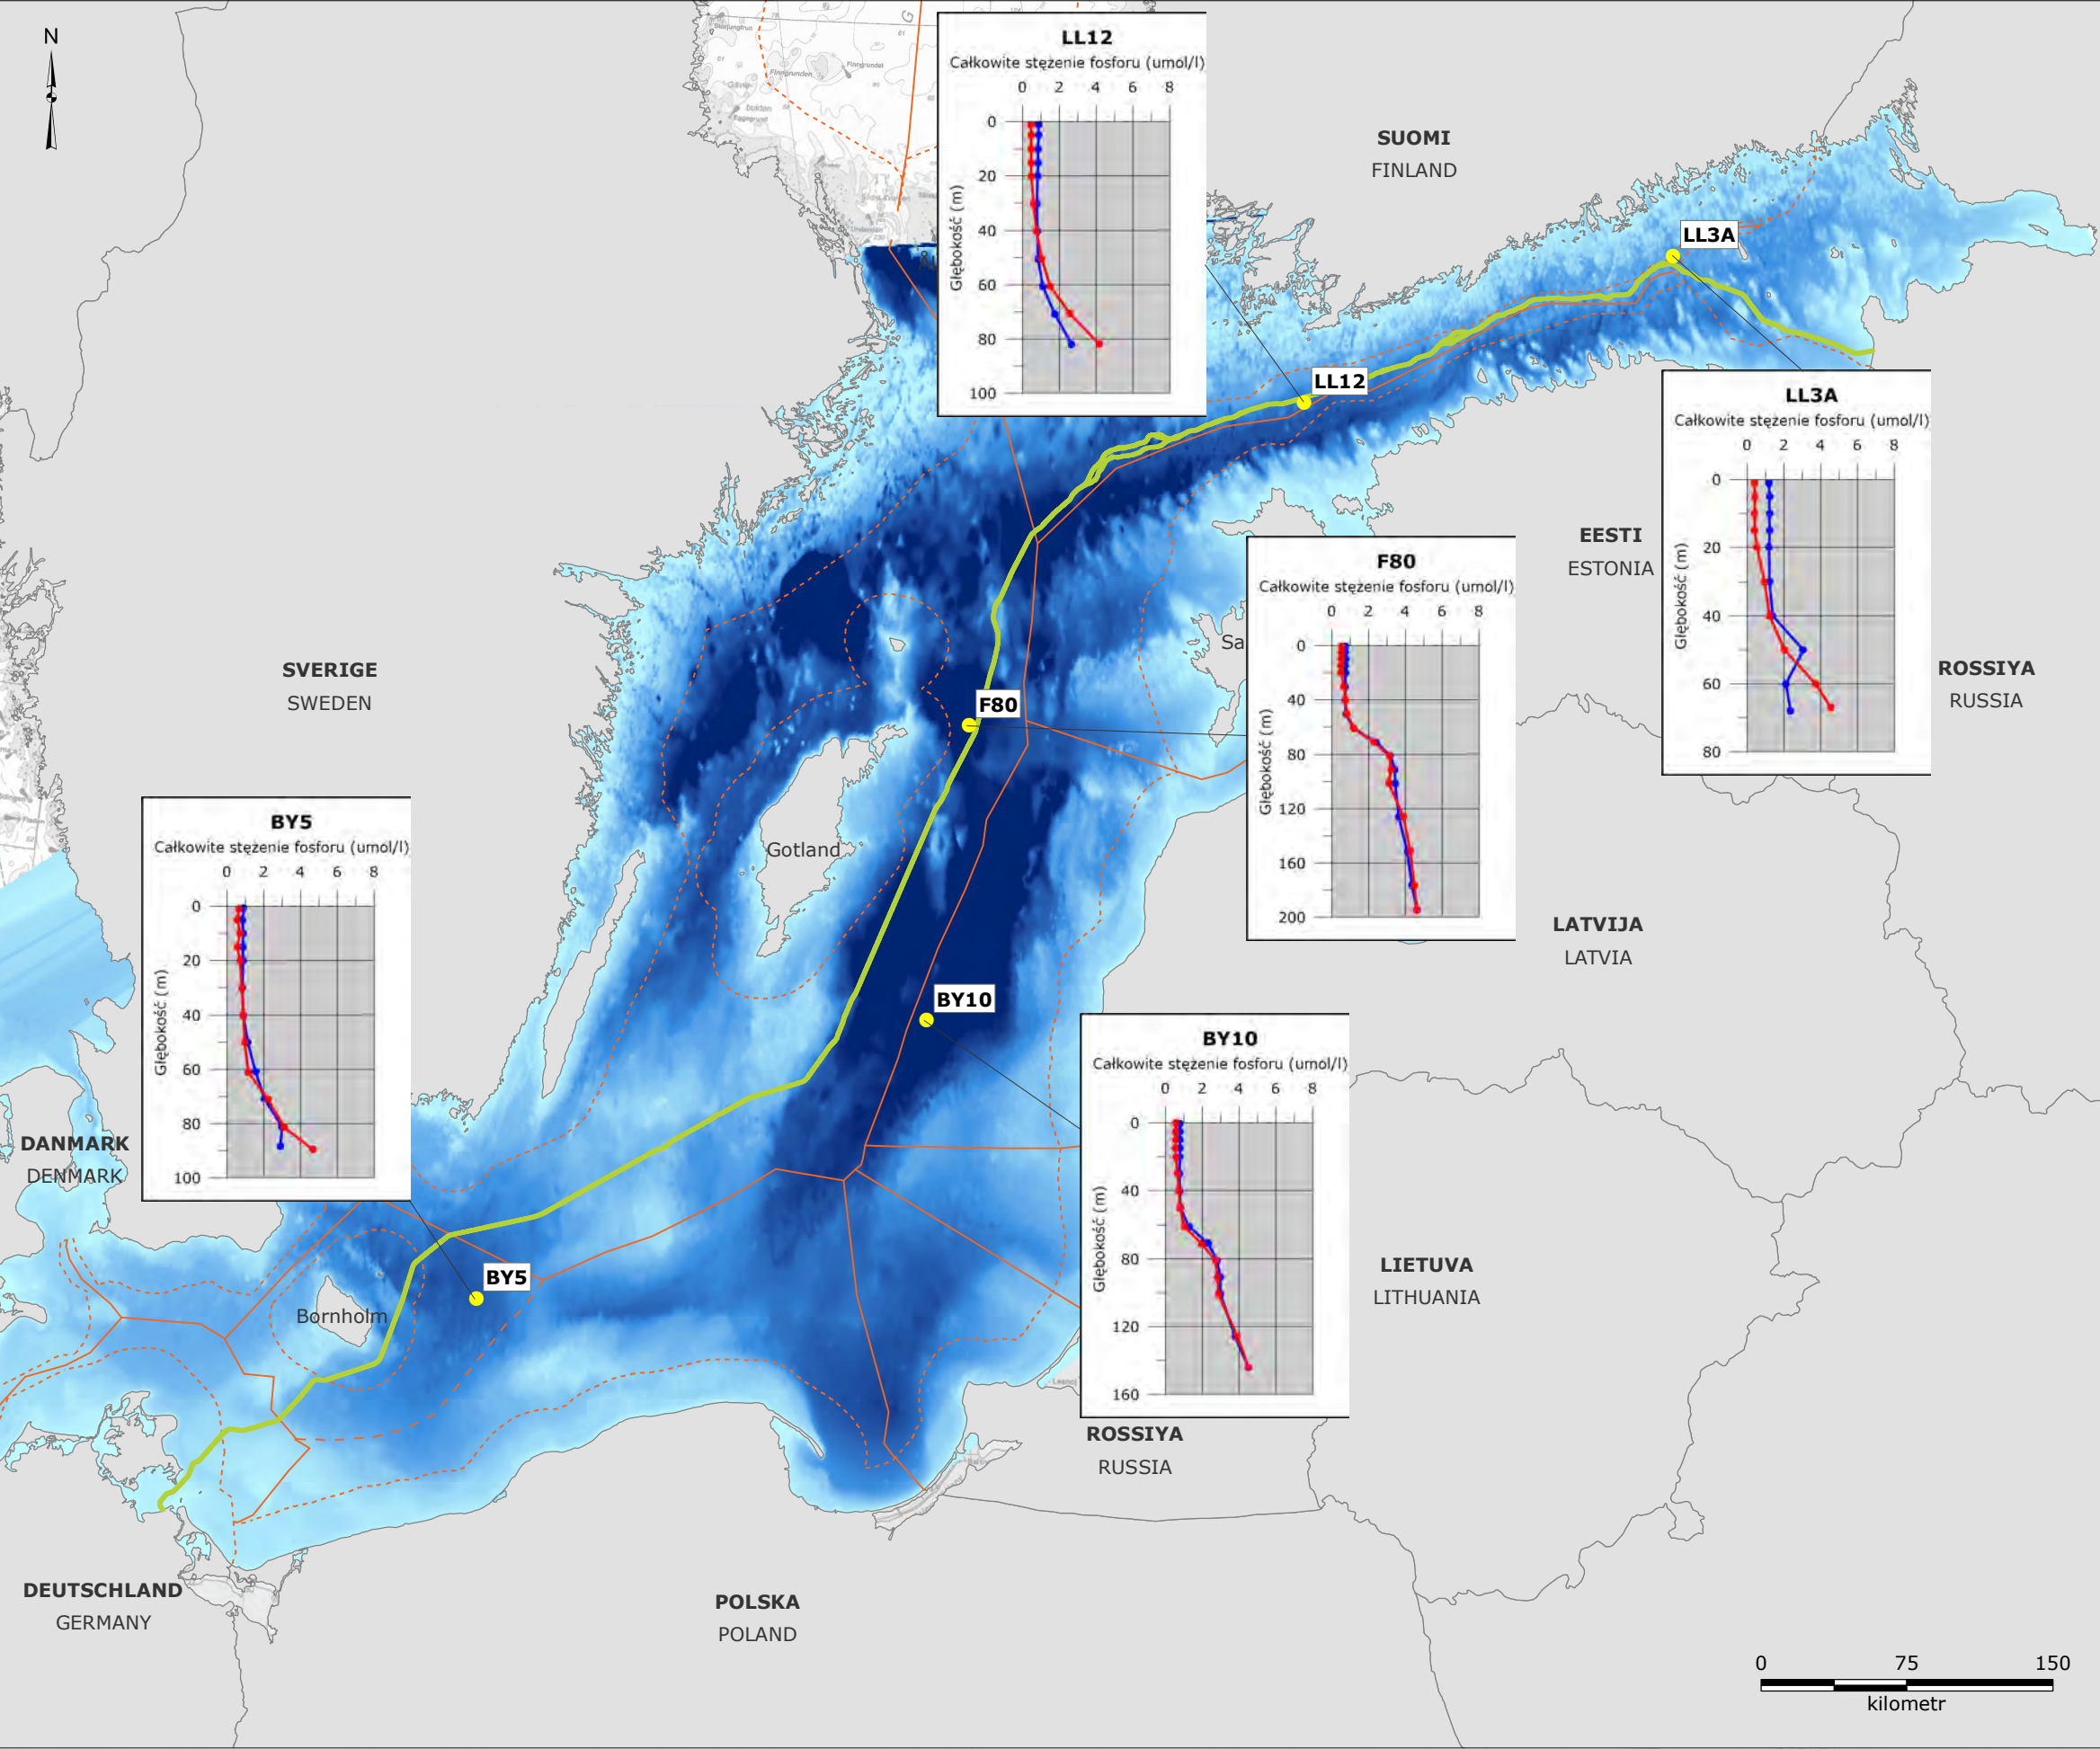 N
LL12
Całkowite stężenie fosforu (umol/l)
0 2 4 6 8
Głębokość (m)
0
20
40
60
80
100
SUOMI
FINLAND
LL3A
LL12
LL3A
Całkowite stężenie fosforu (umol/l)
0 2 4 6 8
Głębokość (m)
0
20
40
60
80
EESTI
ESTONIA
F80
Całkowite stężenie fosforu (umol/l)
0 2 4 6 8
Głębokość (m)
0
40
80
120
160
200
Sa
ROSSIYA
RUSSIA
SVERIGE
SWEDEN
F80
Gotland
BY5
Całkowite stężenie fosforu (umol/l)
0 2 4 6 8
Głębokość (m)
0
20
40
60
80
100
LATVIJA
LATVIA
BY10
BY10
Całkowite stężenie fosforu (umol/l)
0 2 4 6 8
Głębokość (m)
0
40
80
120
160
DANMARK
DENMARK
BY5
Bornholm
LIETUVA
LITHUANIA
ROSSIYA
RUSSIA
DEUTSCHLAND
GERMANY
POLSKA
POLAND
0 75 150
kilometr